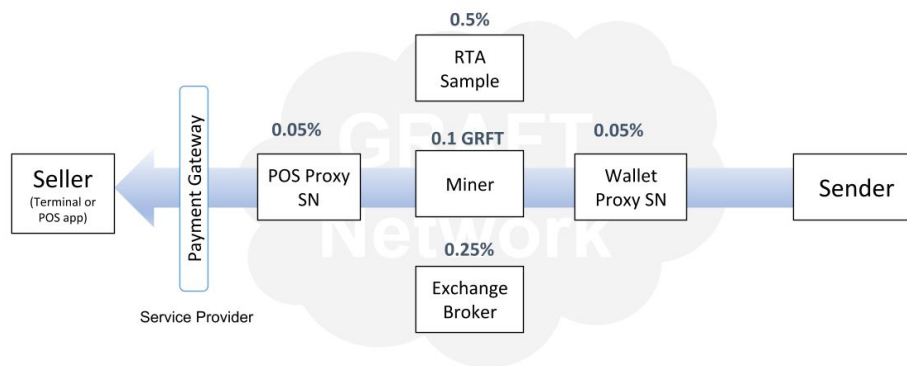 0.5%
RTA
Sample
GRAFT
Network
0.05%
0.1 GRFT
0.05%
Seller
(Terminal or
POS app)
Payment Gateway
POS Proxy
SN
Miner
Wallet
Proxy SN
Sender
0.25%
Exchange
Broker
Service Provider